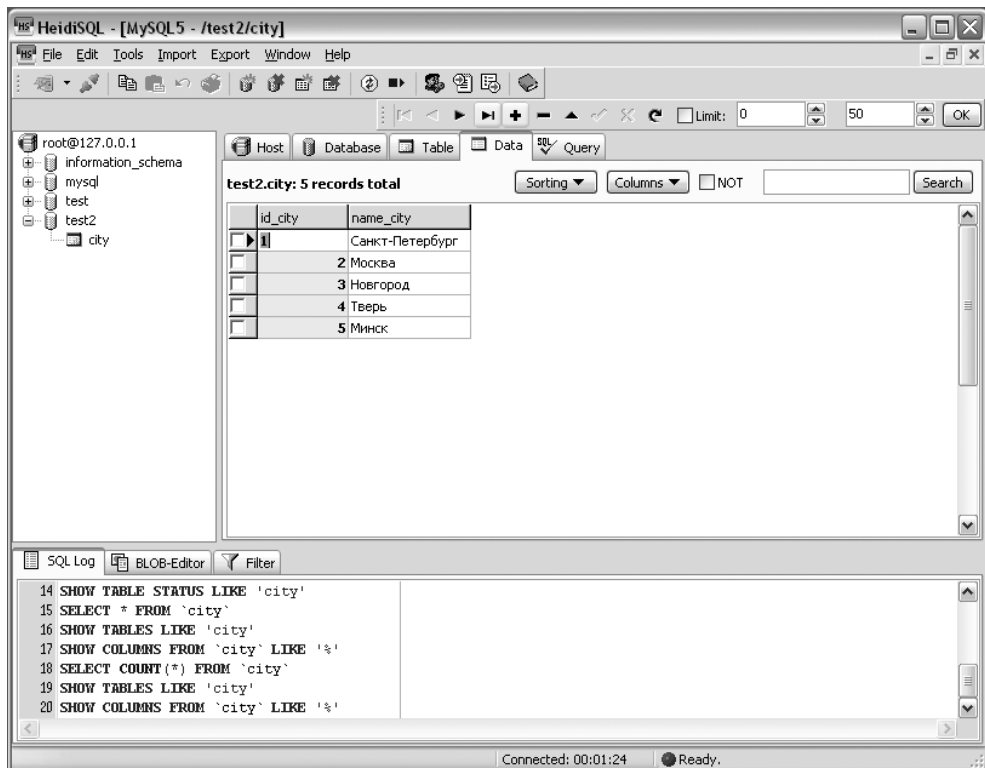 HeidiSQL - [MySQL5 - /test2/city]
File Edit Tools Import Export Window Help
Limit: 0 50 OK
root@127.0.0.1
information_schema
mysql
test
test2
city
Host Database Table Data Query
test2.city: 5 records total Sorting Columns NOT Search
id_city name_city
1 Санкт-Петербург
2 Москва
3 Новгород
4 Тверь
5 Минск
SQL Log BLOB-Editor Filter
14 SHOW TABLE STATUS LIKE 'city'
15 SELECT * FROM `city`
16 SHOW TABLES LIKE 'city'
17 SHOW COLUMNS FROM `city` LIKE '%'
18 SELECT COUNT(*) FROM `city`
19 SHOW TABLES LIKE 'city'
20 SHOW COLUMNS FROM `city` LIKE '%'
Connected: 00:01:24 Ready.